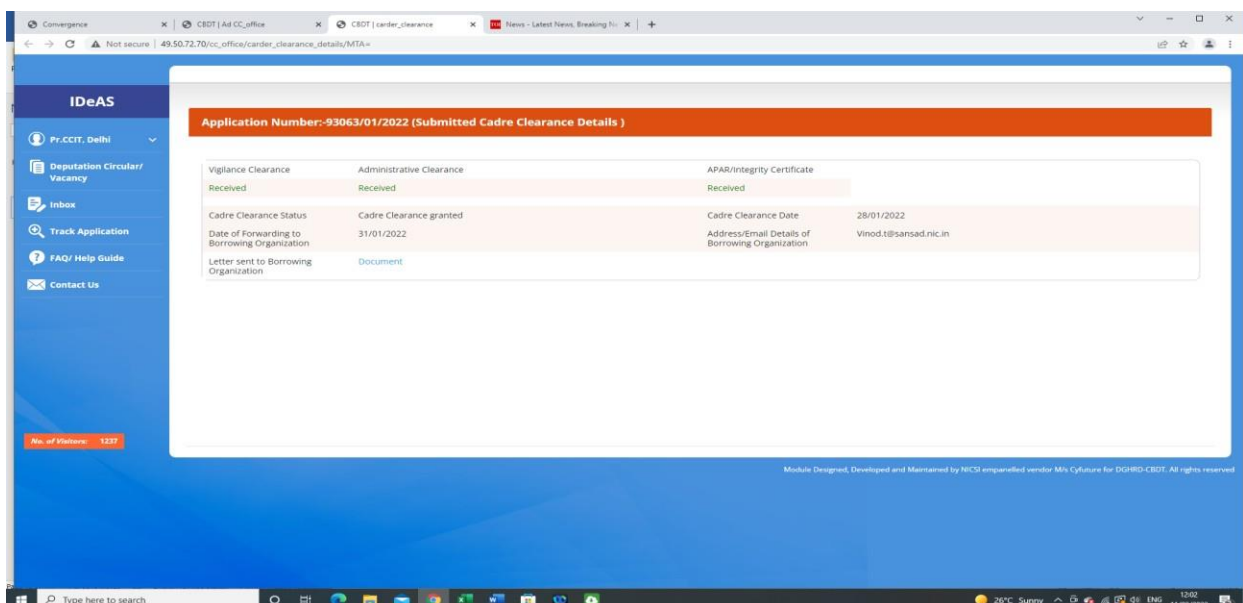 Convergence
CBDT | Ad CC_office
CBDT | carder_clearance
News - Latest News, Breaking Ne
Not secure | 49.50.72.70/cc_office/carder_clearance_details/MTA=
IDeAS
Pr.CCIT, Delhi
Deputation Circular/
Vacancy
Inbox
Track Application
FAQ/ Help Guide
Contact Us
No. of Visitors: 1237
Application Number:-93063/01/2022 (Submitted Cadre Clearance Details )
Vigilance Clearance Administrative Clearance APAR/Integrity Certificate
Received Received Received
Cadre Clearance Status Cadre Clearance granted Cadre Clearance Date 28/01/2022
Date of Forwarding to 31/01/2022 Address/Email Details of Vinod.t@sansad.nic.in
Borrowing Organization Borrowing Organization
Letter sent to Borrowing Document
Organization
Module Designed, Developed and Maintained by NICSI empanelled vendor M/s Cyfuture for DGHRD-CBDT. All rights reserved
Type here to search
26°C Sunny ENG 12:02